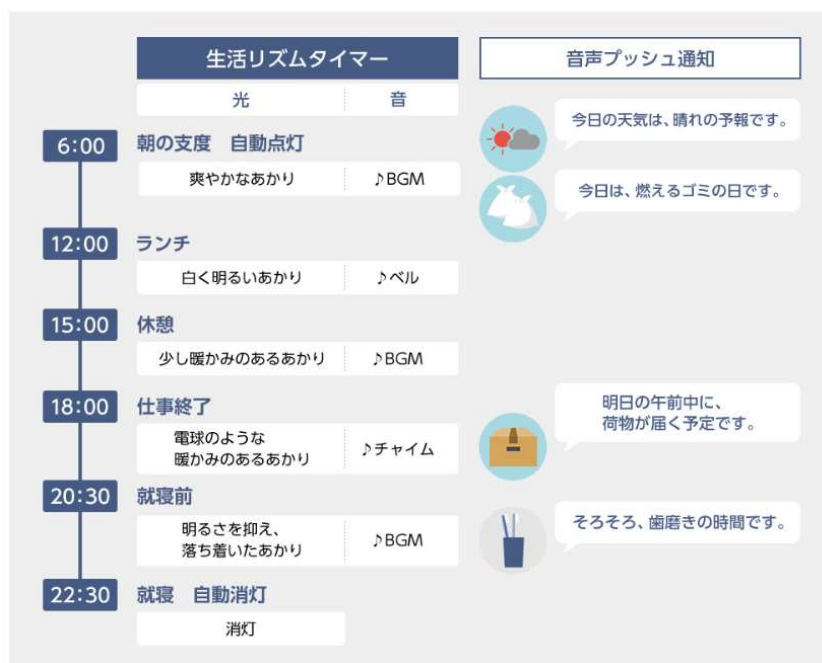 生活リズムタイマー
音声プッシュ通知
光
音
6:00
朝の支度　自動点灯
爽やかなあかり
♪BGM
今日の天気は、晴れの予報です。
今日は、燃えるゴミの日です。
12:00
ランチ
白く明るいあかり
♪ベル
15:00
休憩
少し暖かみのあるあかり
♪BGM
18:00
仕事終了
電球のような
暖かみのあるあかり
♪チャイム
明日の午前中に、
荷物が届く予定です。
20:30
就寝前
明るさを抑え、
落ち着いたあかり
♪BGM
そろそろ、歯磨きの時間です。
22:30
就寝　自動消灯
消灯